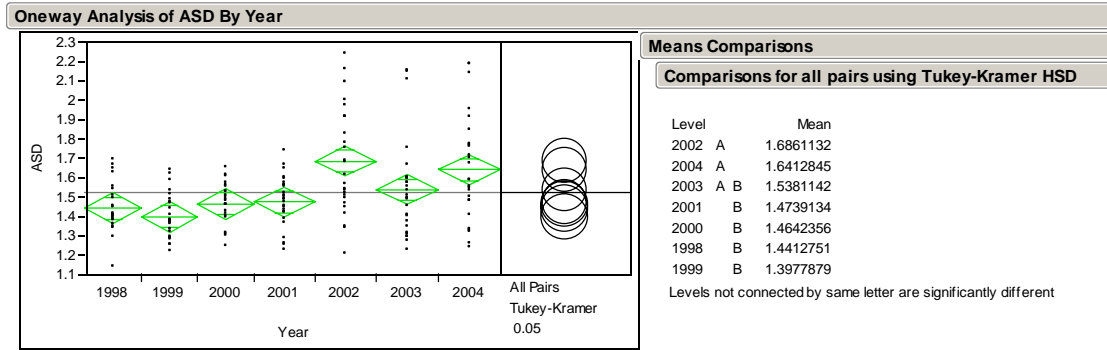 Oneway Analysis of ASD By Year
2.3
2.2
2.1
2
1.9
1.8
1.7
1.6
1.5
1.4
1.3
1.2
1.1
ASD
1998 1999 2000 2001 2002 2003 2004
Year
All Pairs
Tukey-Kramer
0.05
Means Comparisons
Comparisons for all pairs using Tukey-Kramer HSD
Level Mean
2002 A 1.6861132
2004 A 1.6412845
2003 A B 1.5381142
2001 B 1.4739134
2000 B 1.4642356
1998 B 1.4412751
1999 B 1.3977879
Levels not connected by same letter are significantly different